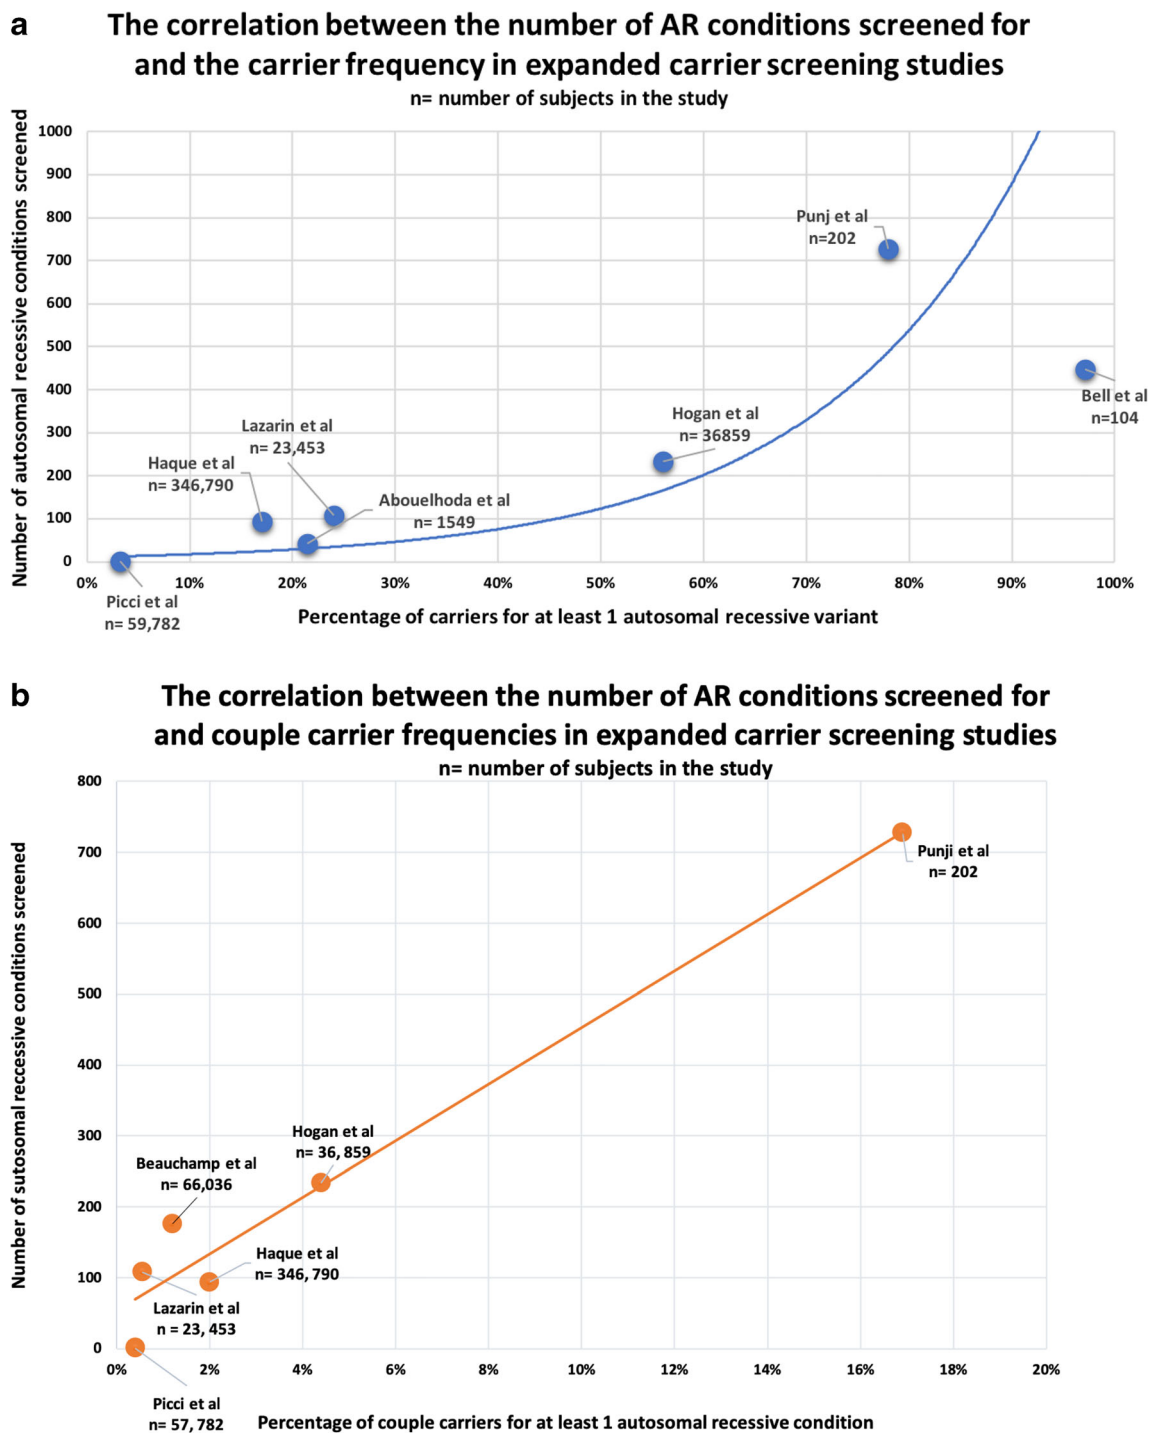 a
The correlation between the number of AR conditions screened for
and the carrier frequency in expanded carrier screening studies
n= number of subjects in the study
Number of autosomal recessive conditions screened
1000
900
800
700
600
500
400
300
200
100
0
Punj et al
n=202
Bell et al
n=104
Hogan et al
n= 36859
Lazarin et al
n= 23,453
Haque et al
n= 346,790
Abouelhoda et al
n= 1549
Picci et al
n= 59,782
0% 10% 20% 30% 40% 50% 60% 70% 80% 90% 100%
Percentage of carriers for at least 1 autosomal recessive variant
b
The correlation between the number of AR conditions screened for
and couple carrier frequencies in expanded carrier screening studies
n= number of subjects in the study
Number of sutosomal reccessive conditions screened
800
700
600
500
400
300
200
100
0
Punji et al
n= 202
Hogan et al
n= 36, 859
Beauchamp et al
n= 66,036
Haque et al
n= 346, 790
Lazarin et al
n = 23, 453
Picci et al
n= 57, 782
0% 2% 4% 6% 8% 10% 12% 14% 16% 18% 20%
Percentage of couple carriers for at least 1 autosomal recessive condition